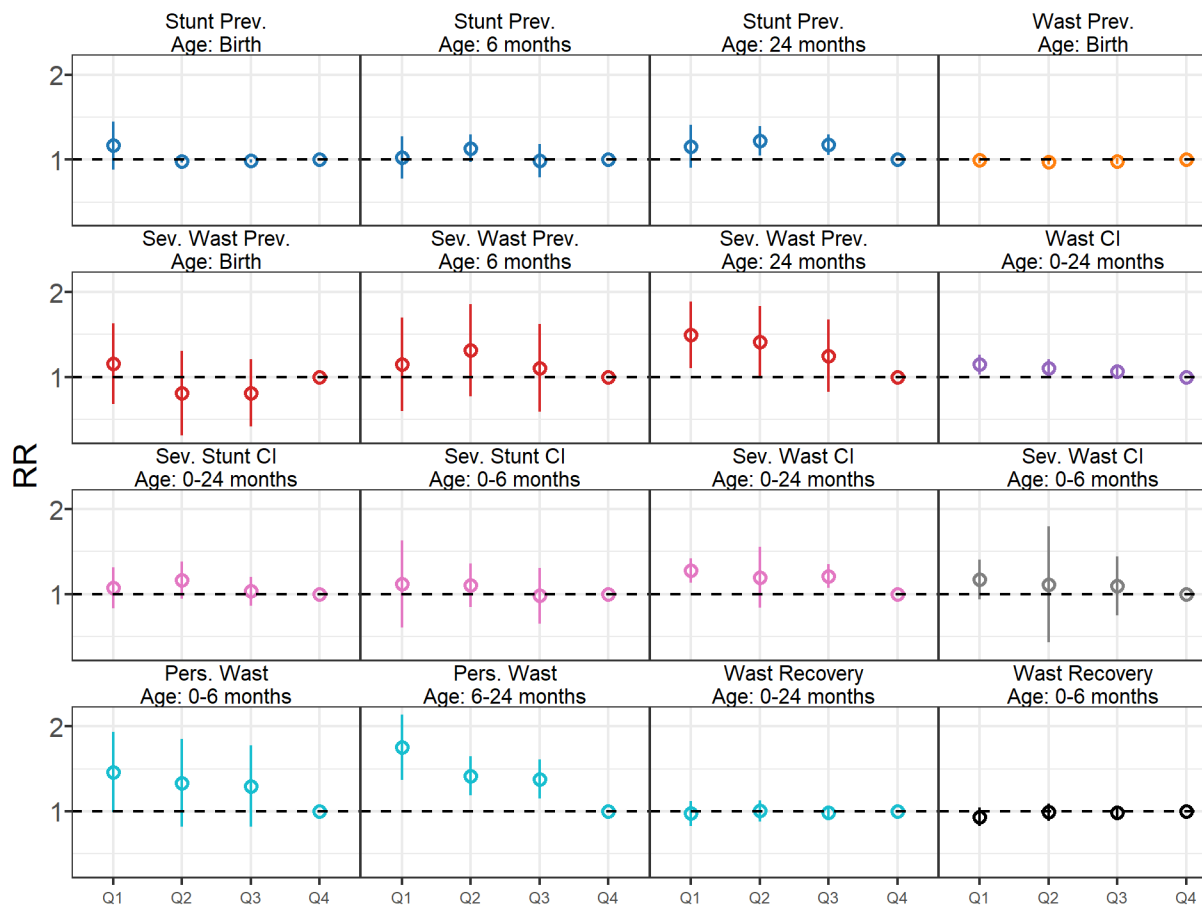 Stunt Prev.
Age: Birth
Stunt Prev.
Age: 6 months
Stunt Prev.
Age: 24 months
Wast Prev.
Age: Birth
2
1
Sev. Wast Prev.
Age: Birth
Sev. Wast Prev.
Age: 6 months
Sev. Wast Prev.
Age: 24 months
Wast CI
Age: 0-24 months
2
1
RR
Sev. Stunt CI
Age: 0-24 months
Sev. Stunt CI
Age: 0-6 months
Sev. Wast CI
Age: 0-24 months
Sev. Wast CI
Age: 0-6 months
2
1
Pers. Wast
Age: 0-6 months
Pers. Wast
Age: 6-24 months
Wast Recovery
Age: 0-24 months
Wast Recovery
Age: 0-6 months
2
1
Q1 Q2 Q3 Q4 Q1 Q2 Q3 Q4 Q1 Q2 Q3 Q4 Q1 Q2 Q3 Q4